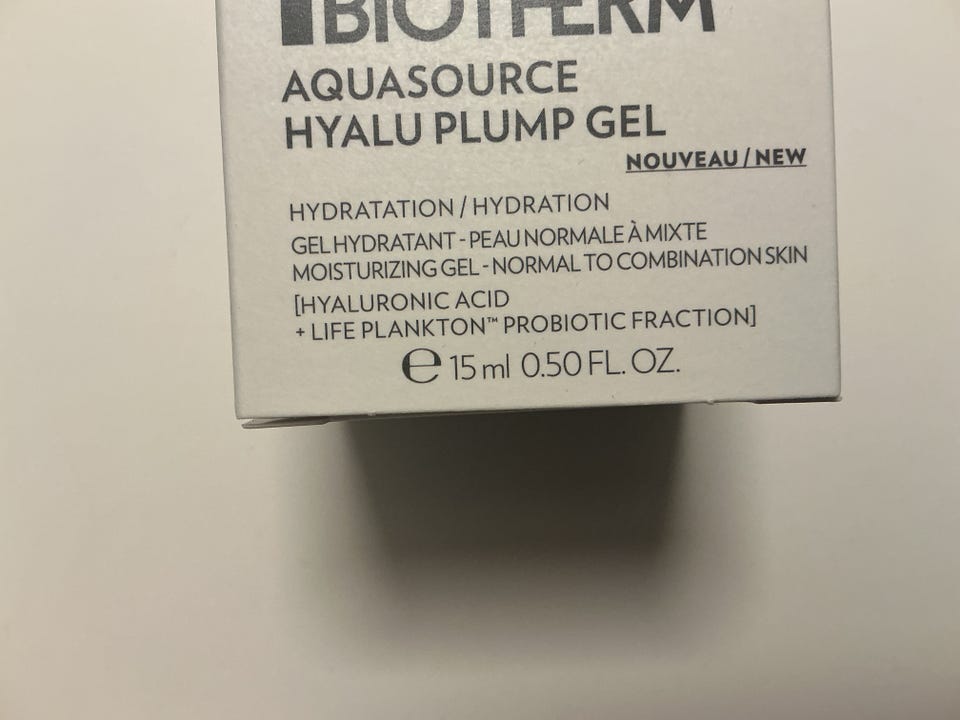 BIOTHERM
AQUASOURCE
HYALU PLUMP GEL
NOUVEAU / NEW
HYDRATATION / HYDRATION
GEL HYDRATANT - PEAU NORMALE À MIXTE
MOISTURIZING GEL - NORMAL TO COMBINATION SKIN
[HYALURONIC ACID
+ LIFE PLANKTON™ PROBIOTIC FRACTION]
℮ 15 ml 0.50 FL. OZ.